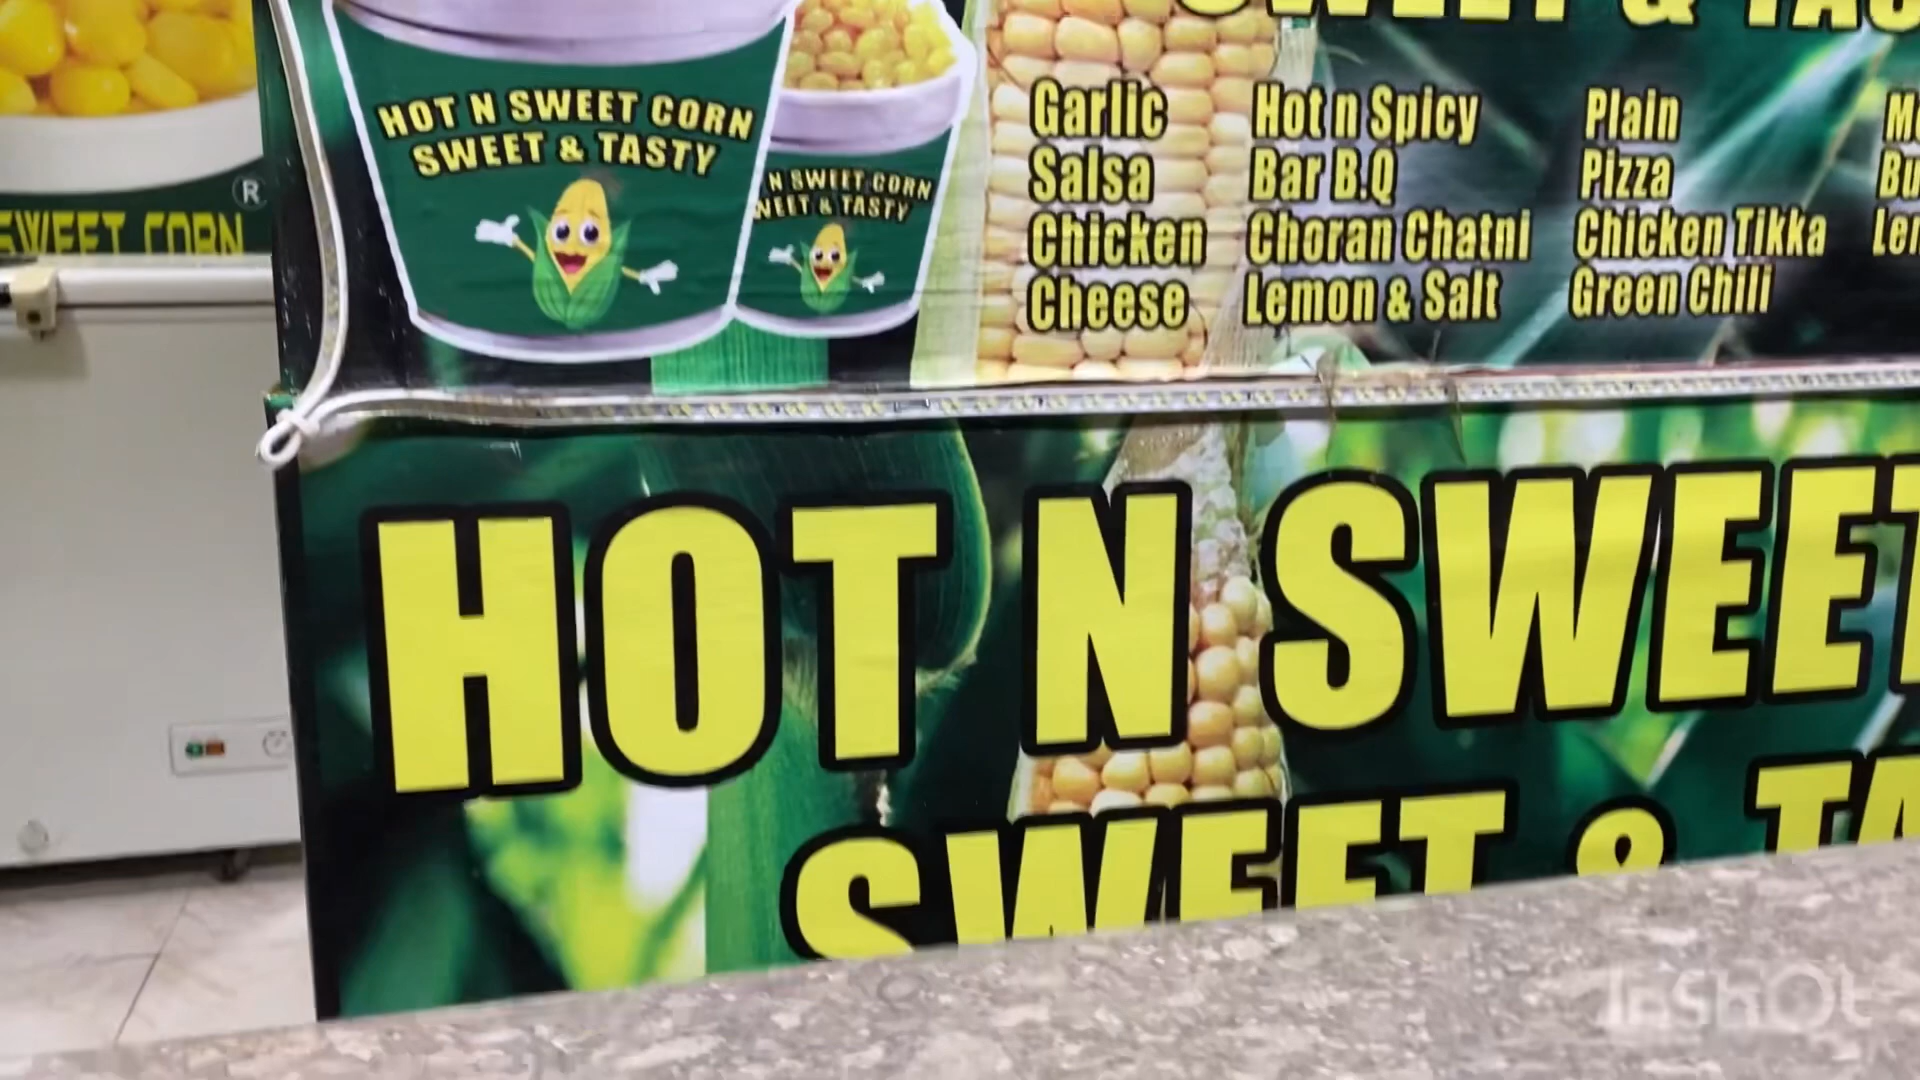 SWEET & TAS
HOT N SWEET CORN
SWEET & TASTY
N SWEET CORN
WEET & TASTY
®
SWEET CORN
Garlic Hot n Spicy Plain
Salsa Bar B.Q Pizza
Chicken Choran Chatni Chicken Tikka
Cheese Lemon & Salt Green Chili
HOT N SWEET
SWEET & TA
InShOt